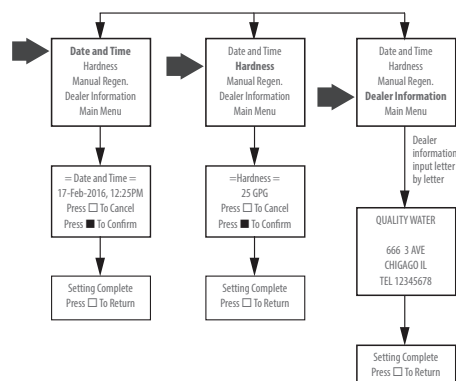 Date and Time
Hardness
Manual Regen.
Dealer Information
Main Menu
= Date and Time =
17-Feb-2016, 12:25PM
Press □ To Cancel
Press ■ To Confirm
Setting Complete
Press □ To Return
Date and Time
Hardness
Manual Regen.
Dealer Information
Main Menu
=Hardness =
25 GPG
Press □ To Cancel
Press ■ To Confirm
Setting Complete
Press □ To Return
Date and Time
Hardness
Manual Regen.
Dealer Information
Main Menu
Dealer
information
input letter
by letter
QUALITY WATER
666 3 AVE
CHIGAGO IL
TEL 12345678
Setting Complete
Press □ To Return